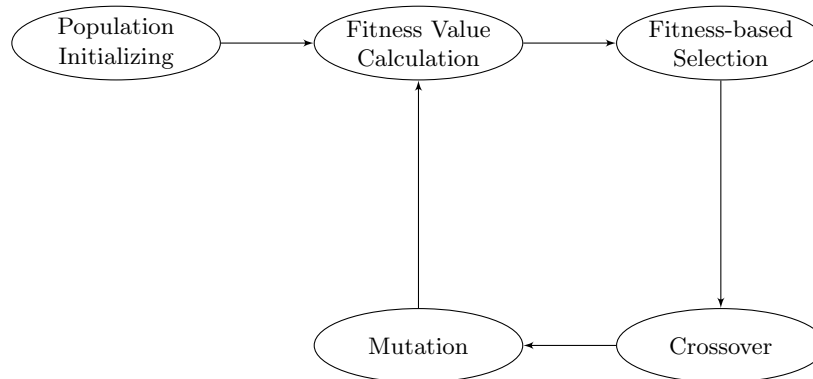 Population
Initializing
Fitness Value
Calculation
Fitness-based
Selection
Mutation
Crossover